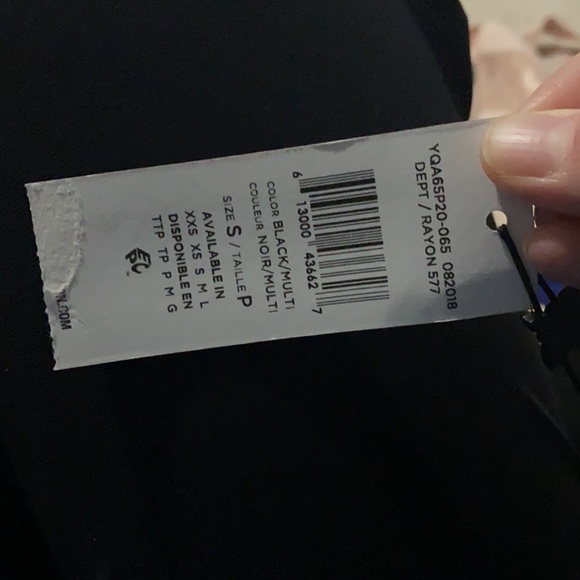 YQA65P20-065 082018
DEPT / RAYON 577
6 13000 43662 7
COLOR BLACK/MULTI
COULEUR NOIR/MULTI
SIZE S / TAILLE P
AVAILABLE IN
XXS XS S M L
DISPONIBLE EN
TTP TP P M G
.COM